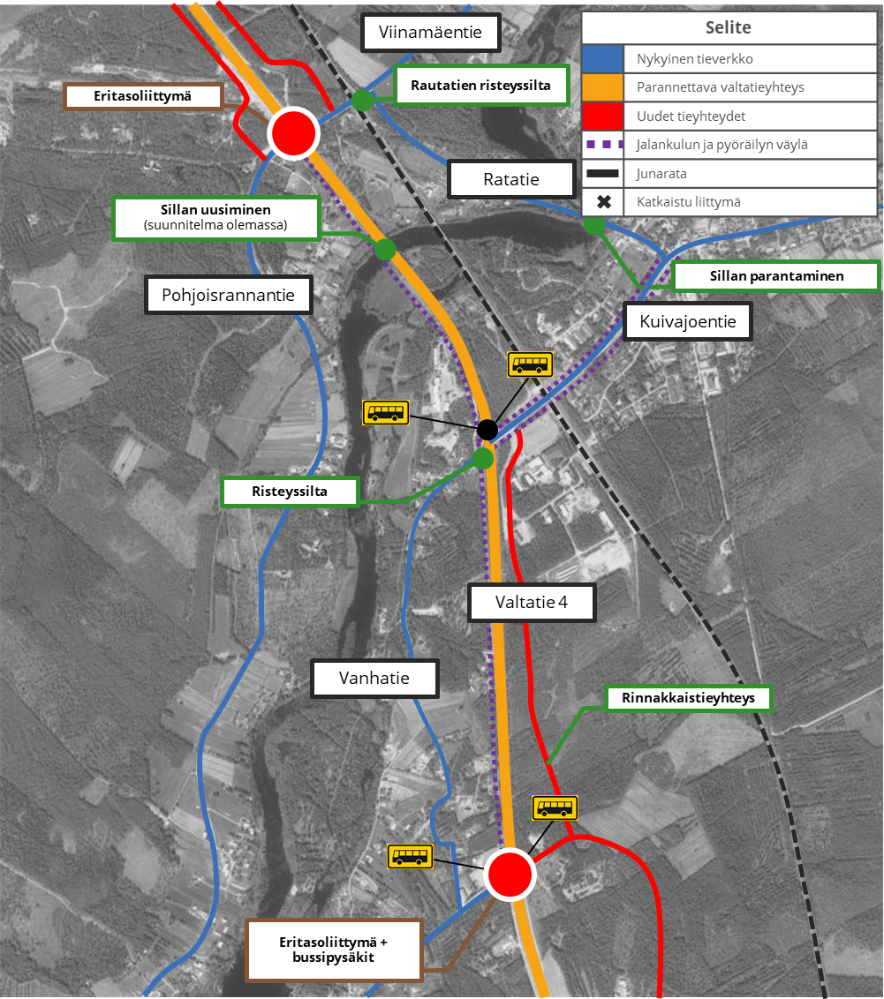 Viinamäentie
Selite
Nykyinen tieverkko
Parannettava valtatieyhteys
Uudet tieyhteydet
Jalankulun ja pyöräilyn väylä
Junarata
Katkaistu liittymä
Rautatien risteyssilta
Eritasoliittymä
Ratatie
Sillan uusiminen
(suunnitelma olemassa)
Sillan parantaminen
Pohjoisrannantie
Kuivajoentie
Risteyssilta
Valtatie 4
Vanhatie
Rinnakkaistieyhteys
Eritasoliittymä +
bussipysäkit